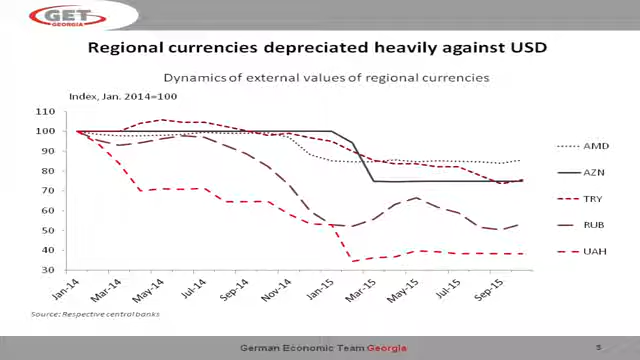 GET
GEORGIA
Regional currencies depreciated heavily against USD
Dynamics of external values of regional currencies
Index, Jan. 2014=100
110
100
90
80
70
60
50
40
30
AMD
AZN
TRY
RUB
UAH
Jan-14
Mar-14
May-14
Jul-14
Sep-14
Nov-14
Jan-15
Mar-15
May-15
Jul-15
Sep-15
Source: Respective central banks
German Economic Team Georgia
5